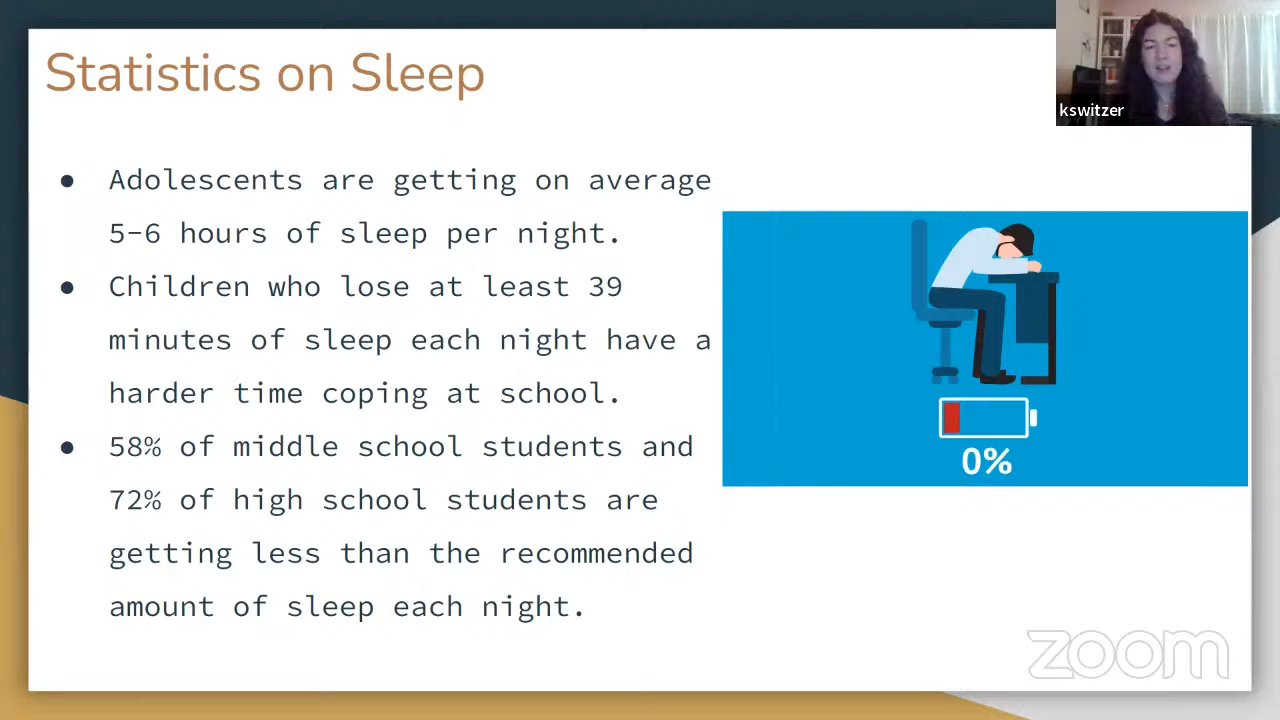 Statistics on Sleep
kswitzer
● Adolescents are getting on average
5-6 hours of sleep per night.
● Children who lose at least 39
minutes of sleep each night have a
harder time coping at school.
● 58% of middle school students and
72% of high school students are
getting less than the recommended
amount of sleep each night.
0%
zoom